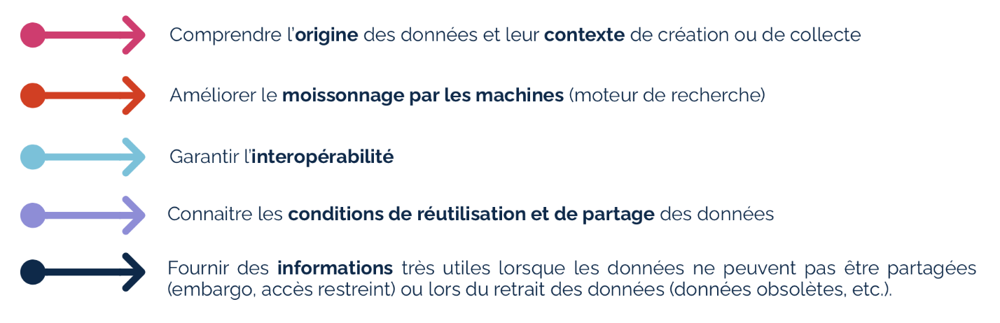 Comprendre l'origine des données et leur contexte de création ou de collecte
Améliorer le moissonnage par les machines (moteur de recherche)
Garantir l'interopérabilité
Connaitre les conditions de réutilisation et de partage des données
Fournir des informations très utiles lorsque les données ne peuvent pas être partagées
(embargo, accès restreint) ou lors du retrait des données (données obsolètes, etc.).